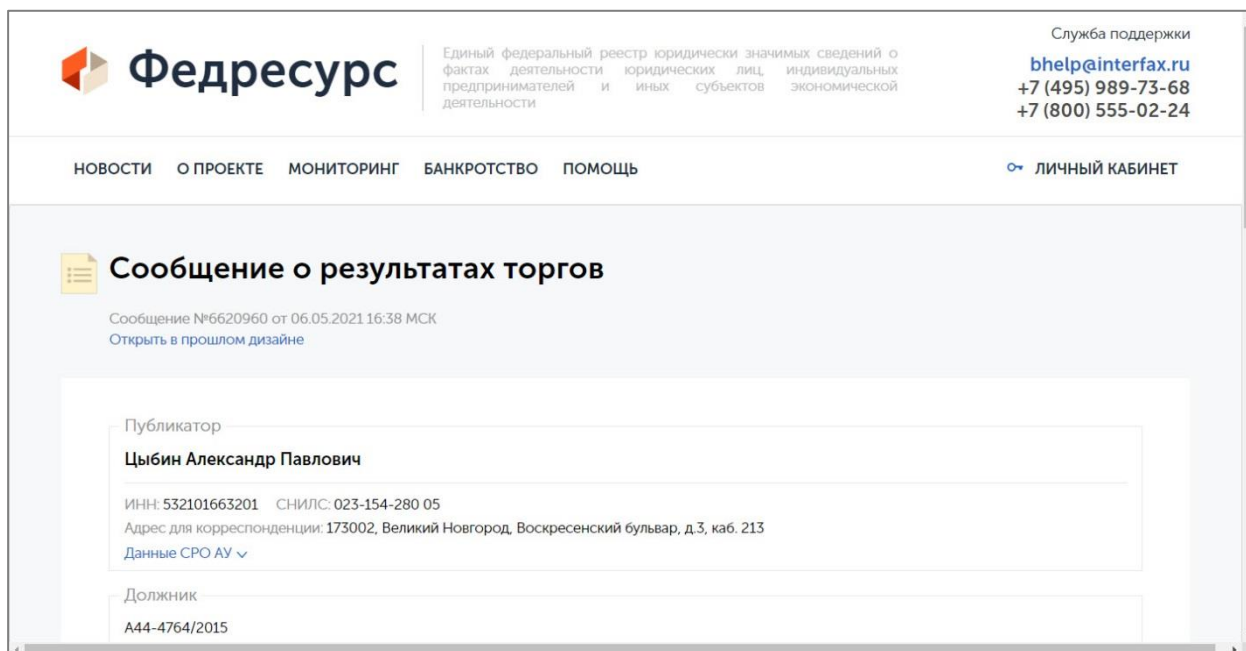 Федресурс
Единый федеральный реестр юридически значимых сведений о
фактах деятельности юридических лиц, индивидуальных
предпринимателей и иных субъектов экономической
деятельности
Служба поддержки
bhelp@interfax.ru
+7 (495) 989-73-68
+7 (800) 555-02-24
НОВОСТИ О ПРОЕКТЕ МОНИТОРИНГ БАНКРОТСТВО ПОМОЩЬ ЛИЧНЫЙ КАБИНЕТ
Сообщение о результатах торгов
Сообщение №6620960 от 06.05.2021 16:38 МСК
Открыть в прошлом дизайне
Публикатор
Цыбин Александр Павлович
ИНН: 532101663201 СНИЛС: 023-154-280 05
Адрес для корреспонденции: 173002, Великий Новгород, Воскресенский бульвар, д.3, каб. 213
Данные СРО АУ
Должник
А44-4764/2015